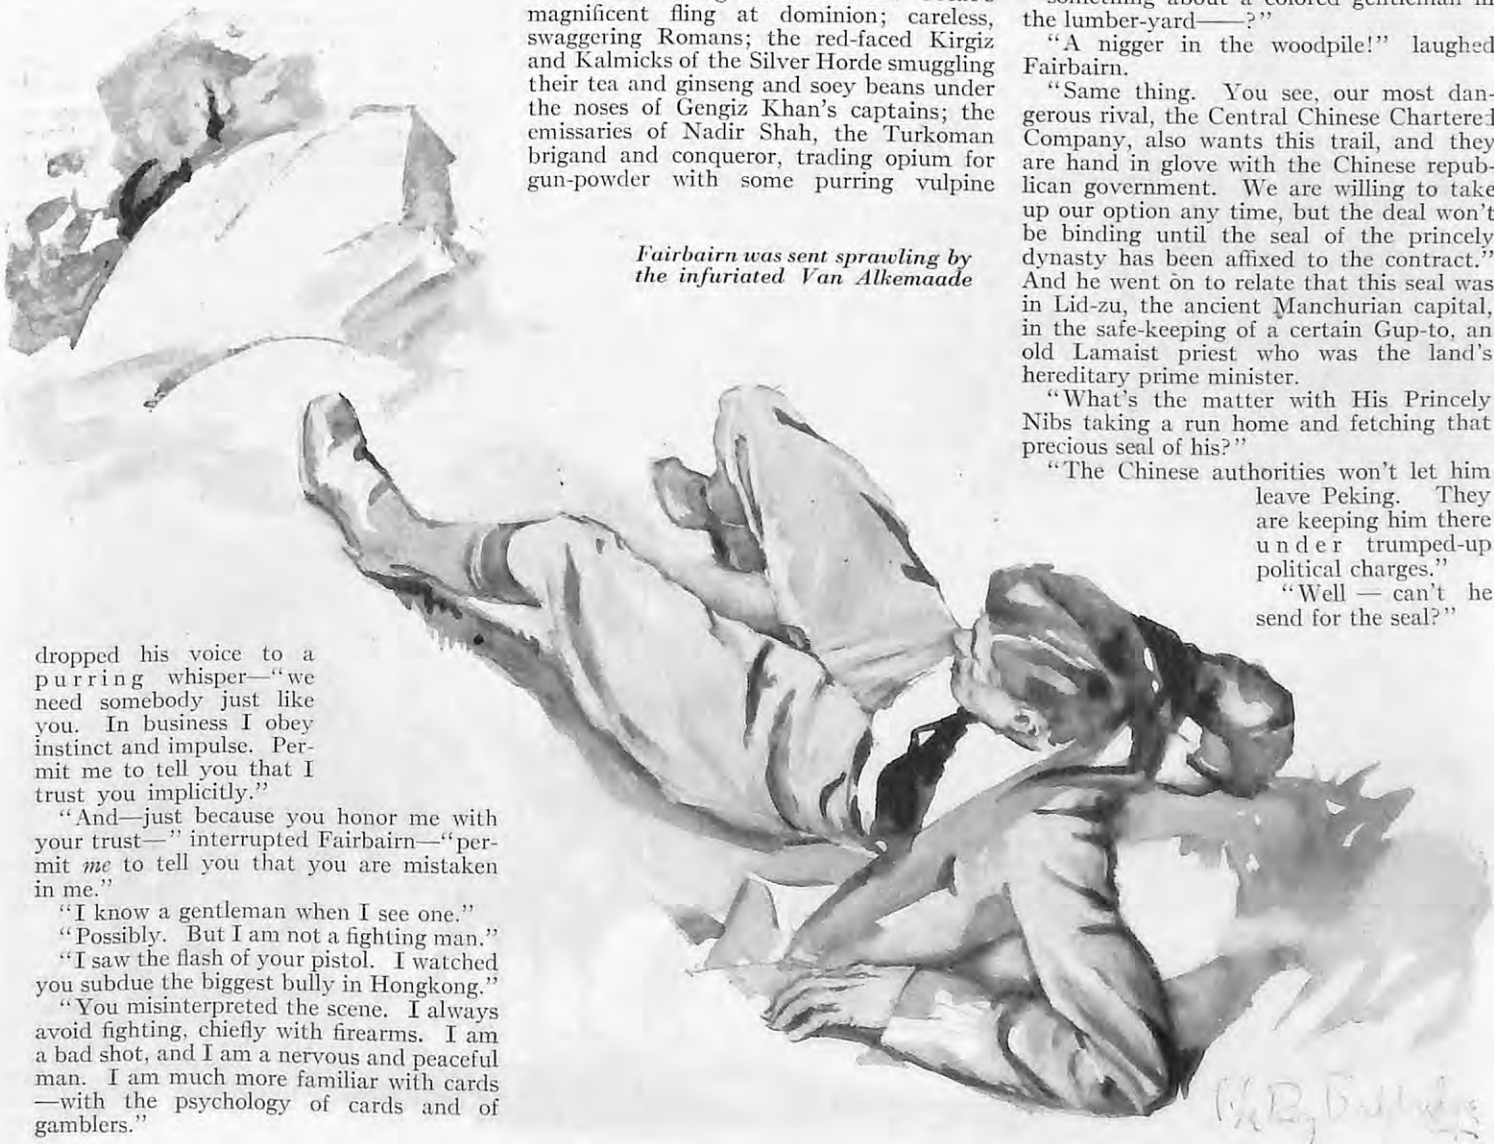 dropped his voice to a
purring whisper—“we
need somebody just like
you. In business I obey
instinct and impulse. Per-
mit me to tell you that I
trust you implicitly.”
“And—just because you honor me with
your trust—” interrupted Fairbairn—“per-
mit me to tell you that you are mistaken
in me.”
“I know a gentleman when I see one.”
“Possibly. But I am not a fighting man.”
“I saw the flash of your pistol. I watched
you subdue the biggest bully in Hongkong.”
“You misinterpreted the scene. I always
avoid fighting, chiefly with firearms. I am
a bad shot, and I am a nervous and peaceful
man. I am much more familiar with cards
—with the psychology of cards and of
gamblers.”
magnificent fling at dominion; careless,
swaggering Romans; the red-faced Kirgiz
and Kalmicks of the Silver Horde smuggling
their tea and ginseng and soey beans under
the noses of Gengiz Khan’s captains; the
emissaries of Nadir Shah, the Turkoman
brigand and conqueror, trading opium for
gun-powder with some purring vulpine
Fairbairn was sent sprawling by
the infuriated Van Alkemaade
something about a colored gentleman in
the lumber-yard——?”
“A nigger in the woodpile!” laughed
Fairbairn.
“Same thing. You see, our most dan-
gerous rival, the Central Chinese Chartered
Company, also wants this trail, and they
are hand in glove with the Chinese repub-
lican government. We are willing to take
up our option any time, but the deal won’t
be binding until the seal of the princely
dynasty has been affixed to the contract.”
And he went on to relate that this seal was
in Lid-zu, the ancient Manchurian capital,
in the safe-keeping of a certain Gup-to, an
old Lamaist priest who was the land’s
hereditary prime minister.
“What’s the matter with His Princely
Nibs taking a run home and fetching that
precious seal of his?”
“The Chinese authorities won’t let him
leave Peking. They
are keeping him there
under trumped-up
political charges.”
“Well — can’t he
send for the seal?”